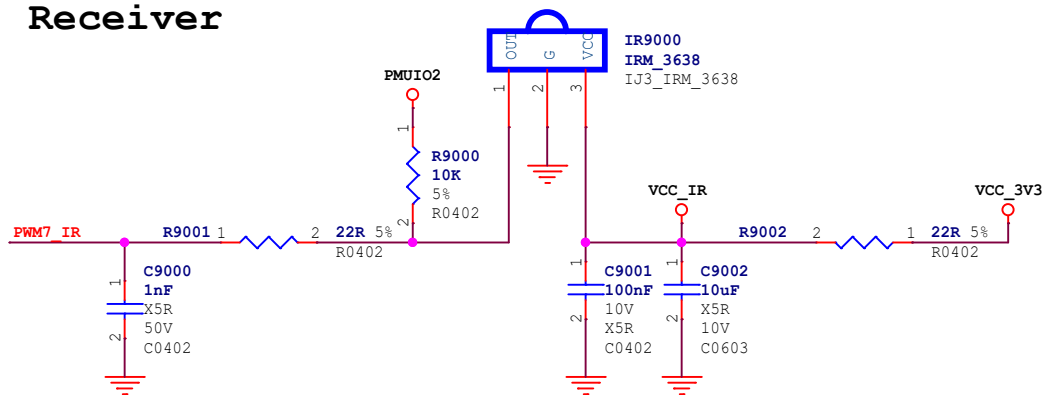 Receiver
OUT
G
VCC
IR9000
IRM_3638
IJ3_IRM_3638
1
2
3
PMUIO2
1
R9000
10K
5%
R0402
2
PWM7_IR
R9001 1
2 22R 5%
R0402
C9000
1nF
X5R
50V
C0402
1
2
VCC_IR
VCC_3V3
R9002 2
1 22R 5%
R0402
C9001
100nF
10V
X5R
C0402
1
2
C9002
10uF
X5R
10V
C0603
1
2